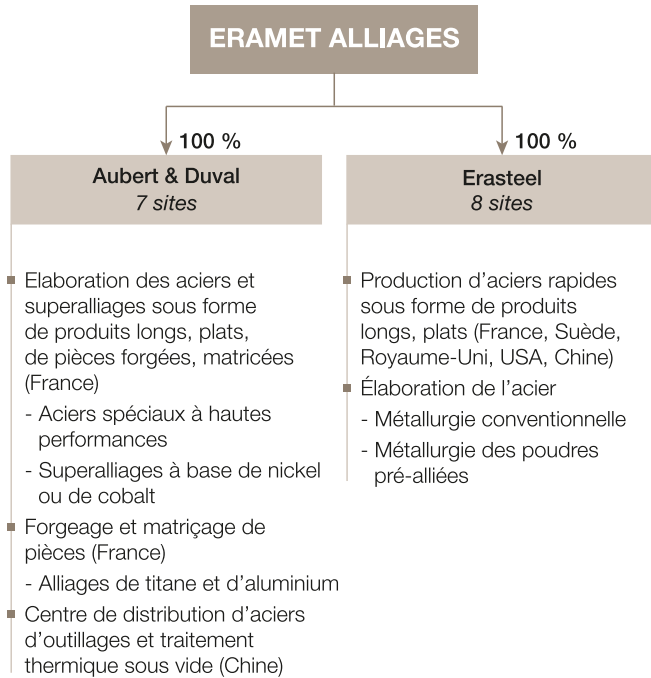 ERAMET ALLIAGES
100 %
Aubert & Duval
7 sites
Elaboration des aciers et
superalliages sous forme
de produits longs, plats,
de pièces forgées, matricées
(France)
- Aciers spéciaux à hautes
performances
- Superalliages à base de nickel
ou de cobalt
Forgeage et matriçage de
pièces (France)
- Alliages de titane et d'aluminium
Centre de distribution d'aciers
d'outillages et traitement
thermique sous vide (Chine)
100 %
Erasteel
8 sites
Production d'aciers rapides
sous forme de produits
longs, plats (France, Suède,
Royaume-Uni, USA, Chine)
Élaboration de l'acier
- Métallurgie conventionnelle
- Métallurgie des poudres
pré-alliées